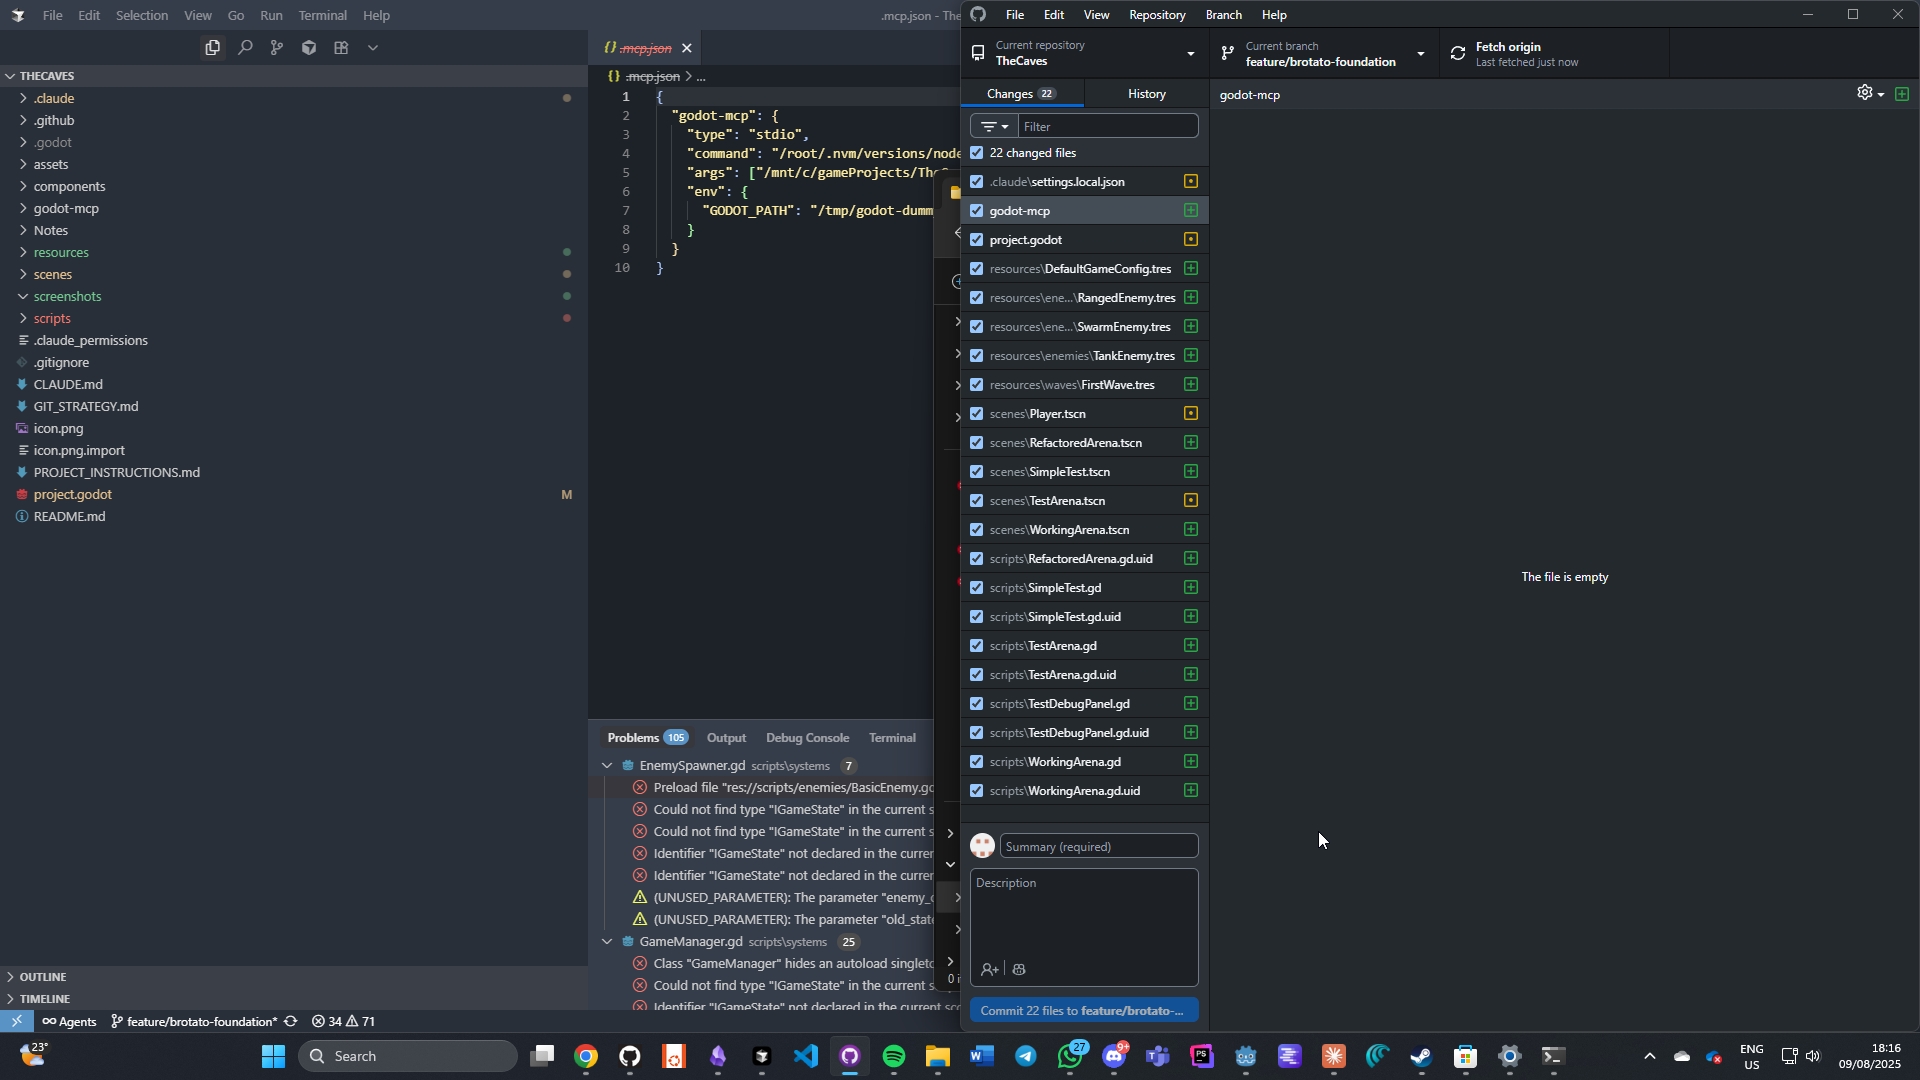 File Edit Selection View Go Run Terminal Help
.mcp.json - The
THECAVES
.claude
.github
.godot
assets
components
godot-mcp
Notes
resources
scenes
screenshots
scripts
.claude_permissions
.gitignore
CLAUDE.md
GIT_STRATEGY.md
icon.png
icon.png.import
PROJECT_INSTRUCTIONS.md
project.godot M
README.md
OUTLINE
TIMELINE
{} .mcp.json
{} .mcp.json > ...
1 {
2 "godot-mcp": {
3 "type": "stdio",
4 "command": "/root/.nvm/versions/node
5 "args": ["/mnt/c/gameProjects/The
6 "env": {
7 "GODOT_PATH": "/tmp/godot-dumm
8 }
9 }
10 }
Problems 105 Output Debug Console Terminal
EnemySpawner.gd scripts\systems 7
Preload file "res://scripts/enemies/BasicEnemy.gd
Could not find type "IGameState" in the current s
Could not find type "IGameState" in the current s
Identifier "IGameState" not declared in the curren
Identifier "IGameState" not declared in the curren
(UNUSED_PARAMETER): The parameter "enemy_d
(UNUSED_PARAMETER): The parameter "old_state
GameManager.gd scripts\systems 25
Class "GameManager" hides an autoload singleto
Could not find type "IGameState" in the current s
Identifier "IGameState" not declared in the current sco
Agents feature/brotato-foundation* 34 71
0 i
File Edit View Repository Branch Help
Current repository
TheCaves
Current branch
feature/brotato-foundation
Fetch origin
Last fetched just now
Changes 22 History
godot-mcp
Filter
22 changed files
.claude\settings.local.json
godot-mcp
project.godot
resources\DefaultGameConfig.tres
resources\ene...\RangedEnemy.tres
resources\ene...\SwarmEnemy.tres
resources\enemies\TankEnemy.tres
resources\waves\FirstWave.tres
scenes\Player.tscn
scenes\RefactoredArena.tscn
scenes\SimpleTest.tscn
scenes\TestArena.tscn
scenes\WorkingArena.tscn
scripts\RefactoredArena.gd.uid
scripts\SimpleTest.gd
scripts\SimpleTest.gd.uid
scripts\TestArena.gd
scripts\TestArena.gd.uid
scripts\TestDebugPanel.gd
scripts\TestDebugPanel.gd.uid
scripts\WorkingArena.gd
scripts\WorkingArena.gd.uid
Summary (required)
Description
Commit 22 files to feature/brotato-...
The file is empty
23°
Search
27
9+
ENG
US
18:16
09/08/2025